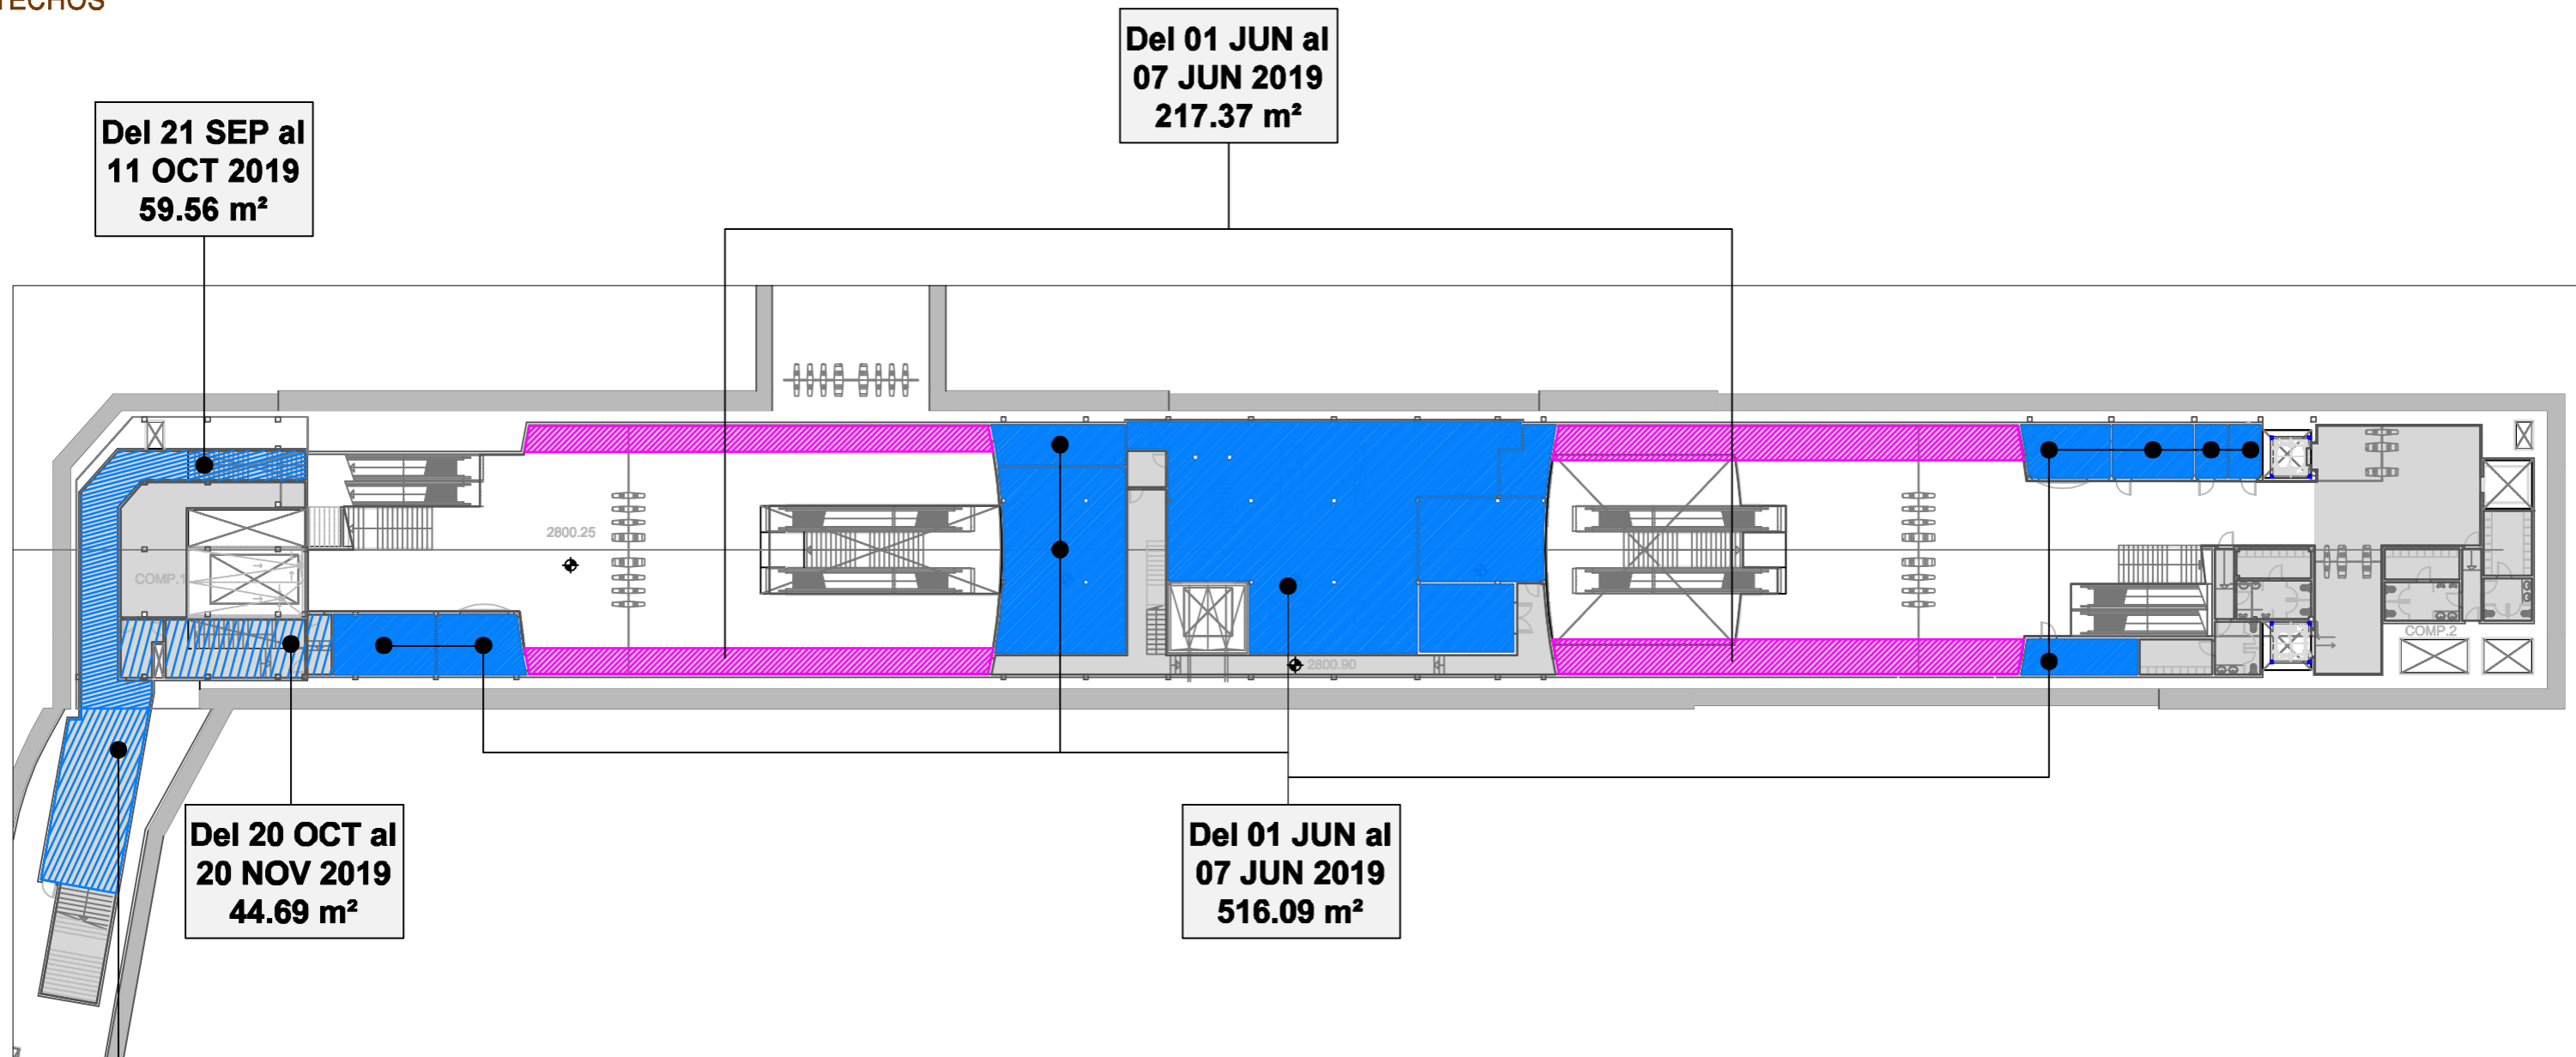 TECHOS
Del 01 JUN al
07 JUN 2019
217.37 m²
Del 21 SEP al
11 OCT 2019
59.56 m²
2800.25
COMP.1
COMP.2
2800.90
Del 20 OCT al
20 NOV 2019
44.69 m²
Del 01 JUN al
07 JUN 2019
516.09 m²